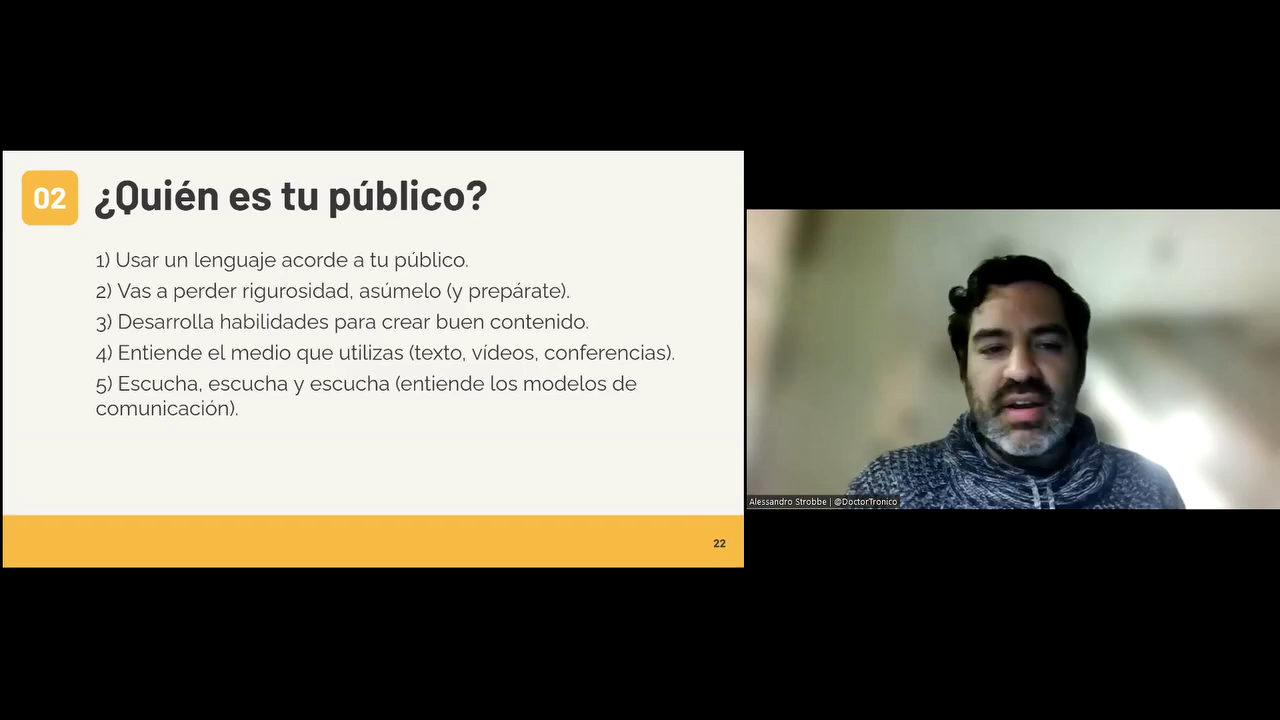 02 ¿Quién es tu público?
1) Usar un lenguaje acorde a tu público.
2) Vas a perder rigurosidad, asúmelo (y prepárate).
3) Desarrolla habilidades para crear buen contenido.
4) Entiende el medio que utilizas (texto, vídeos, conferencias).
5) Escucha, escucha y escucha (entiende los modelos de
comunicación).
22
Alessandro Strobbe | @DoctorTronico